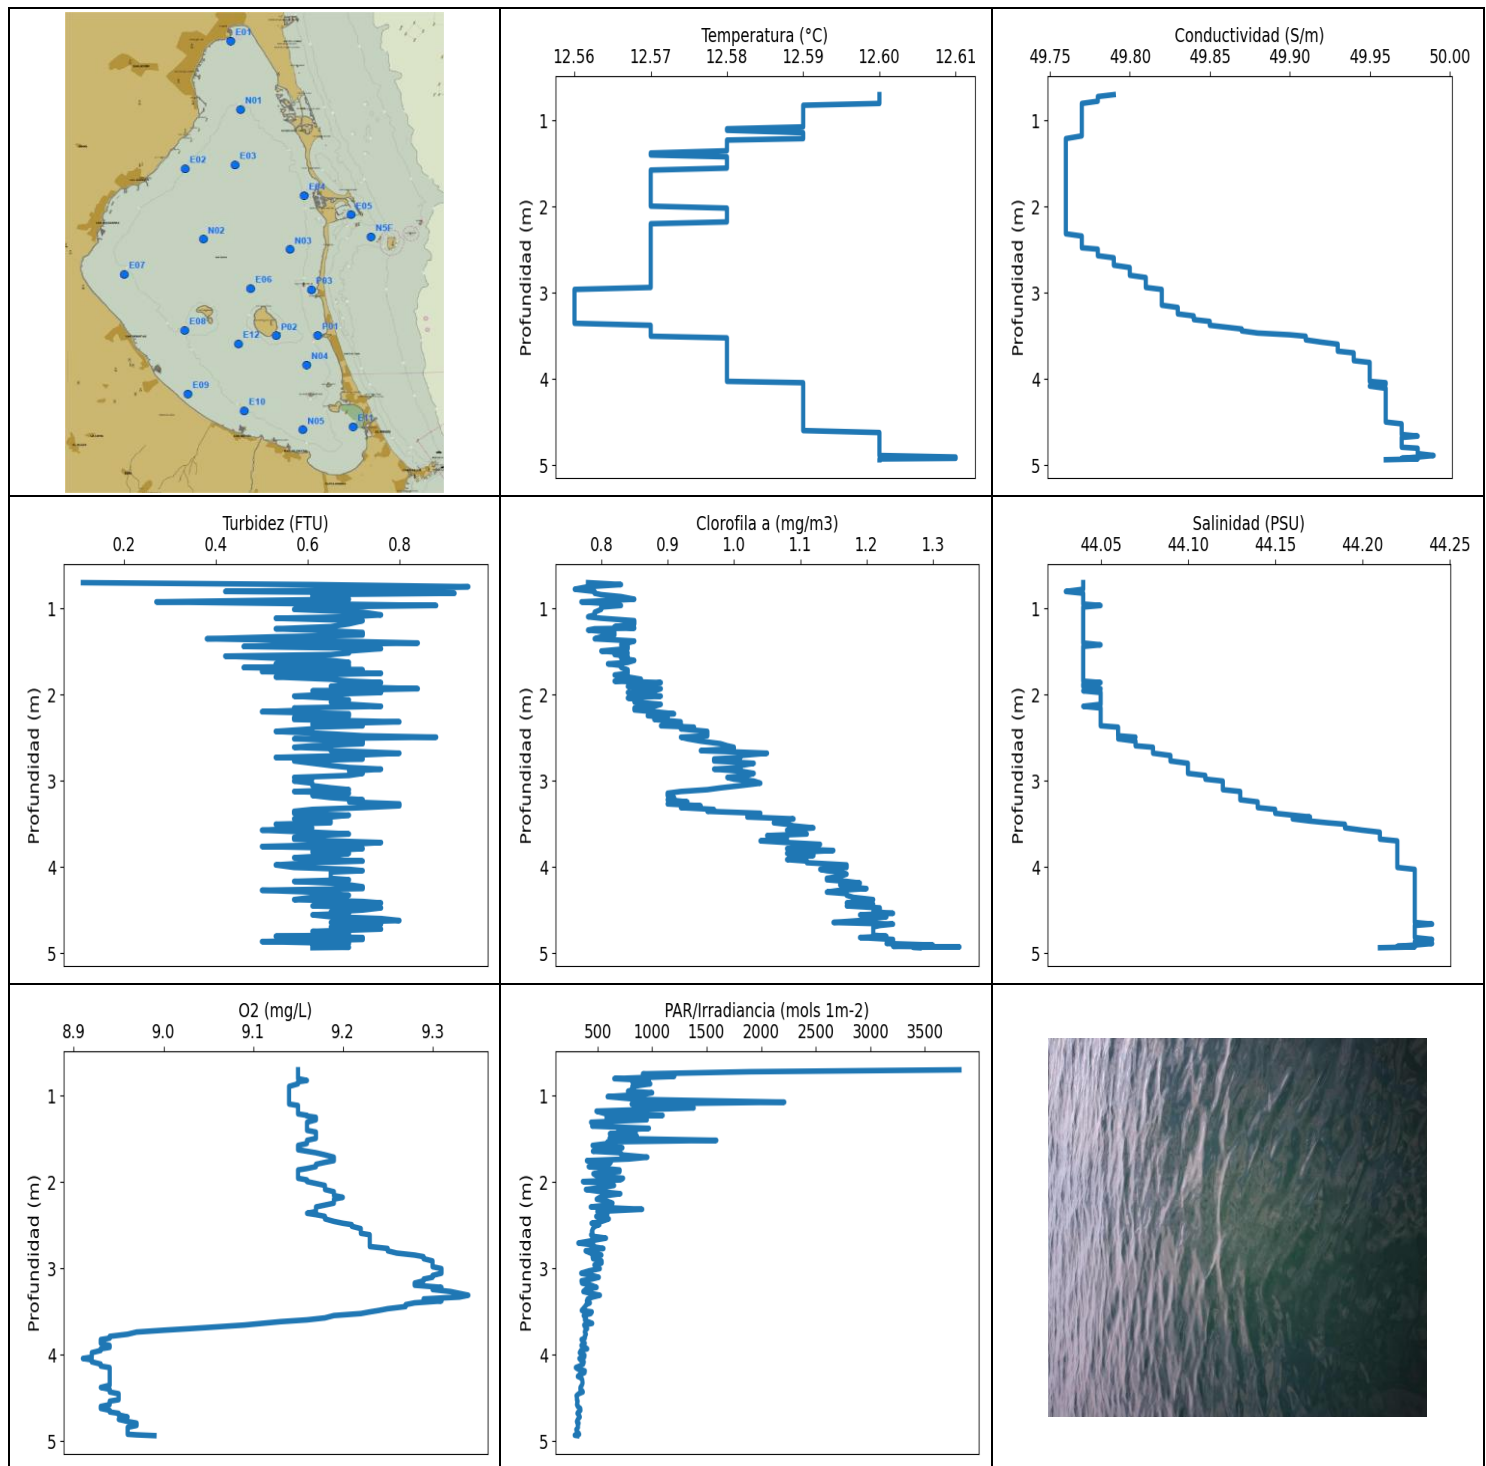 E01
N01
E02
E03
E04
E05
N5F
N02
N03
E07
E06
P03
E08
E12
P02
P01
N04
E09
E10
N05
E11
Temperatura (°C)
12.56 12.57 12.58 12.59 12.60 12.61
Profundidad (m)
1
2
3
4
5
Conductividad (S/m)
49.75 49.80 49.85 49.90 49.95 50.00
Profundidad (m)
1
2
3
4
5
Turbidez (FTU)
0.2 0.4 0.6 0.8
Profundidad (m)
1
2
3
4
5
Clorofila a (mg/m3)
0.8 0.9 1.0 1.1 1.2 1.3
Profundidad (m)
1
2
3
4
5
Salinidad (PSU)
44.05 44.10 44.15 44.20 44.25
Profundidad (m)
1
2
3
4
5
O2 (mg/L)
8.9 9.0 9.1 9.2 9.3
Profundidad (m)
1
2
3
4
5
PAR/Irradiancia (mols 1m-2)
500 1000 1500 2000 2500 3000 3500
Profundidad (m)
1
2
3
4
5